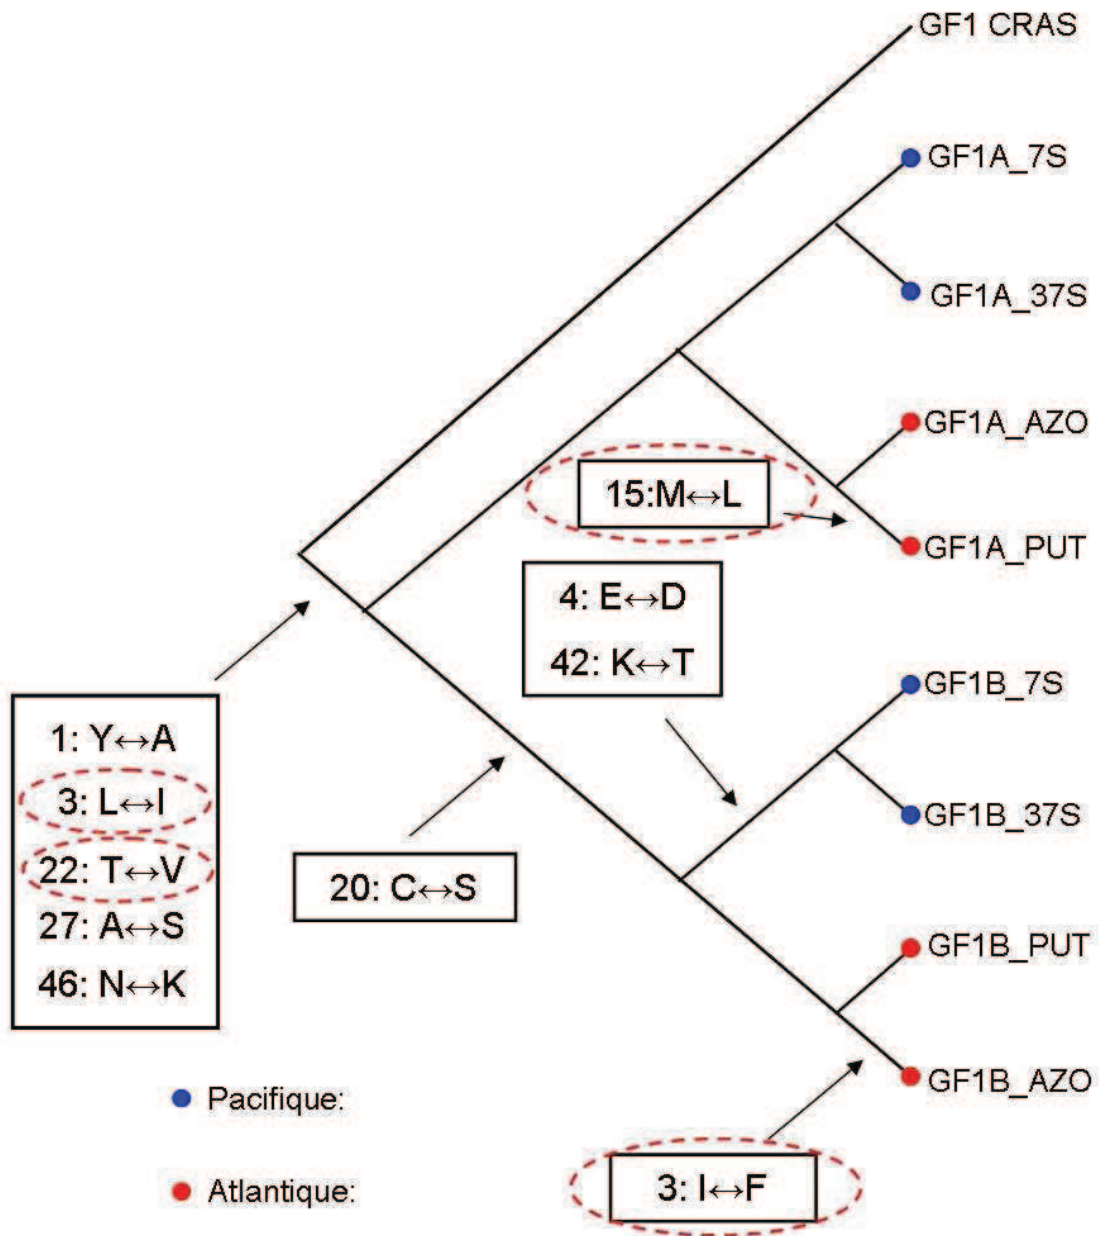 GF1 CRAS
GF1A_7S
GF1A_37S
GF1A_AZO
15:M↔L
GF1A_PUT
4: E↔D
42: K↔T
GF1B_7S
1: Y↔A
3: L↔I
22: T↔V
27: A↔S
46: N↔K
20: C↔S
GF1B_37S
GF1B_PUT
GF1B_AZO
Pacifique:
Atlantique:
3: I↔F